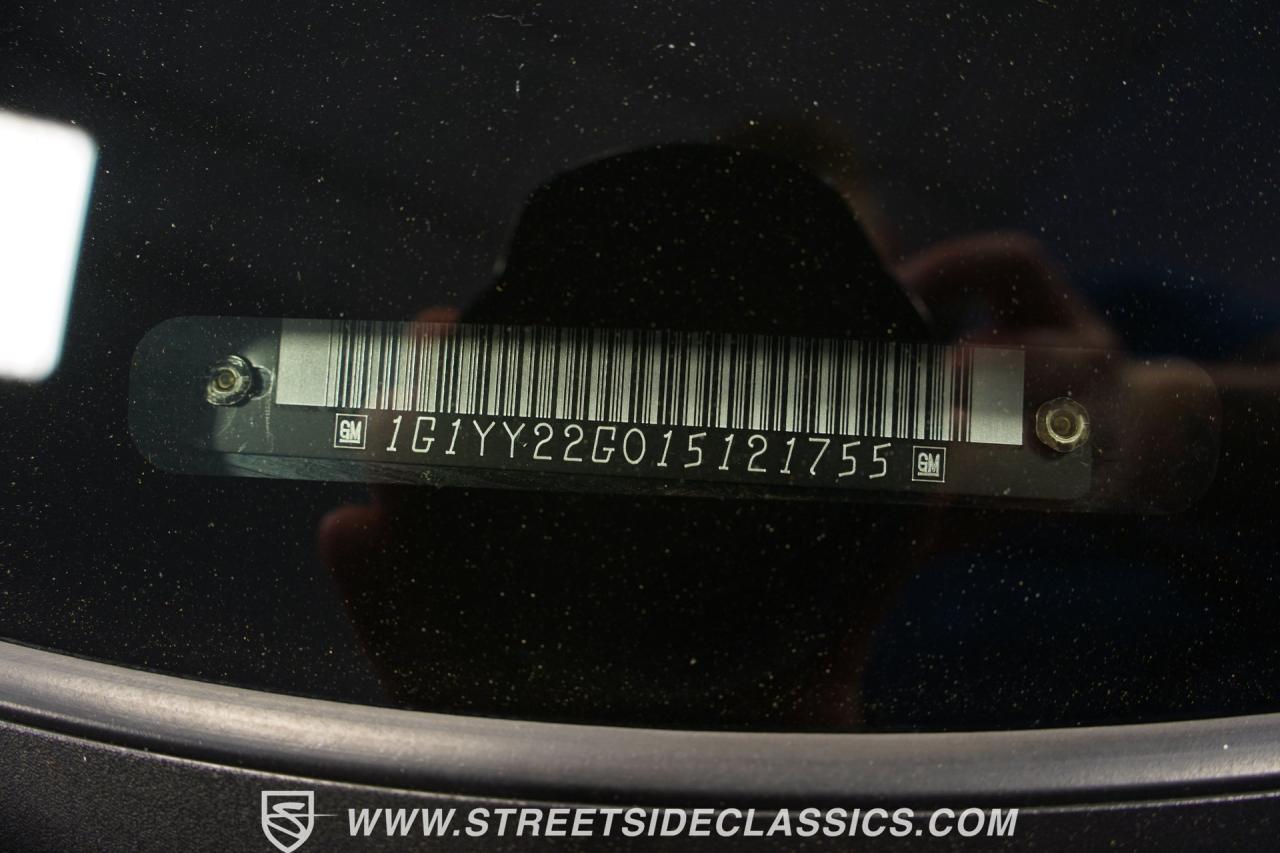 GM 1G1YY22G015121755 GM
WWW.STREETSIDECLASSICS.COM